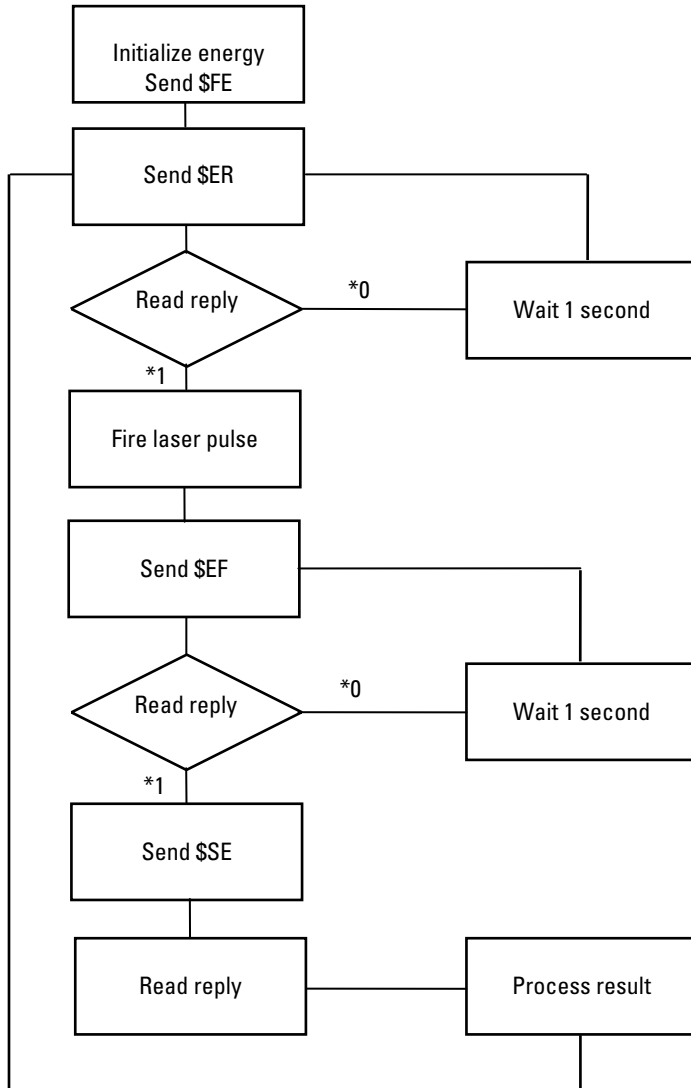 Initialize energy
Send $FE
Send $ER
Read reply
*0
Wait 1 second
*1
Fire laser pulse
Send $EF
Read reply
*0
Wait 1 second
*1
Send $SE
Read reply
Process result